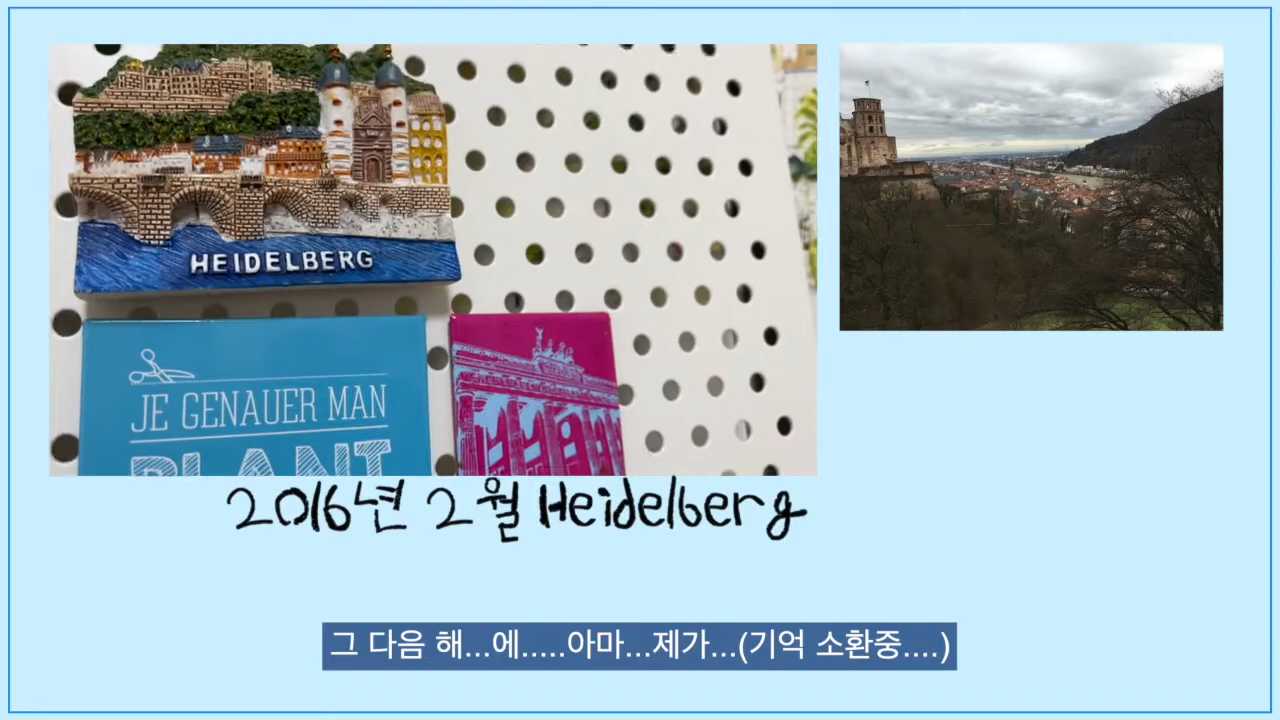 HEIDELBERG
JE GENAUER MAN
PLANT
2016년 2월 Heidelberg
그 다음 해...에.....아마...제가...(기억 소환중....)